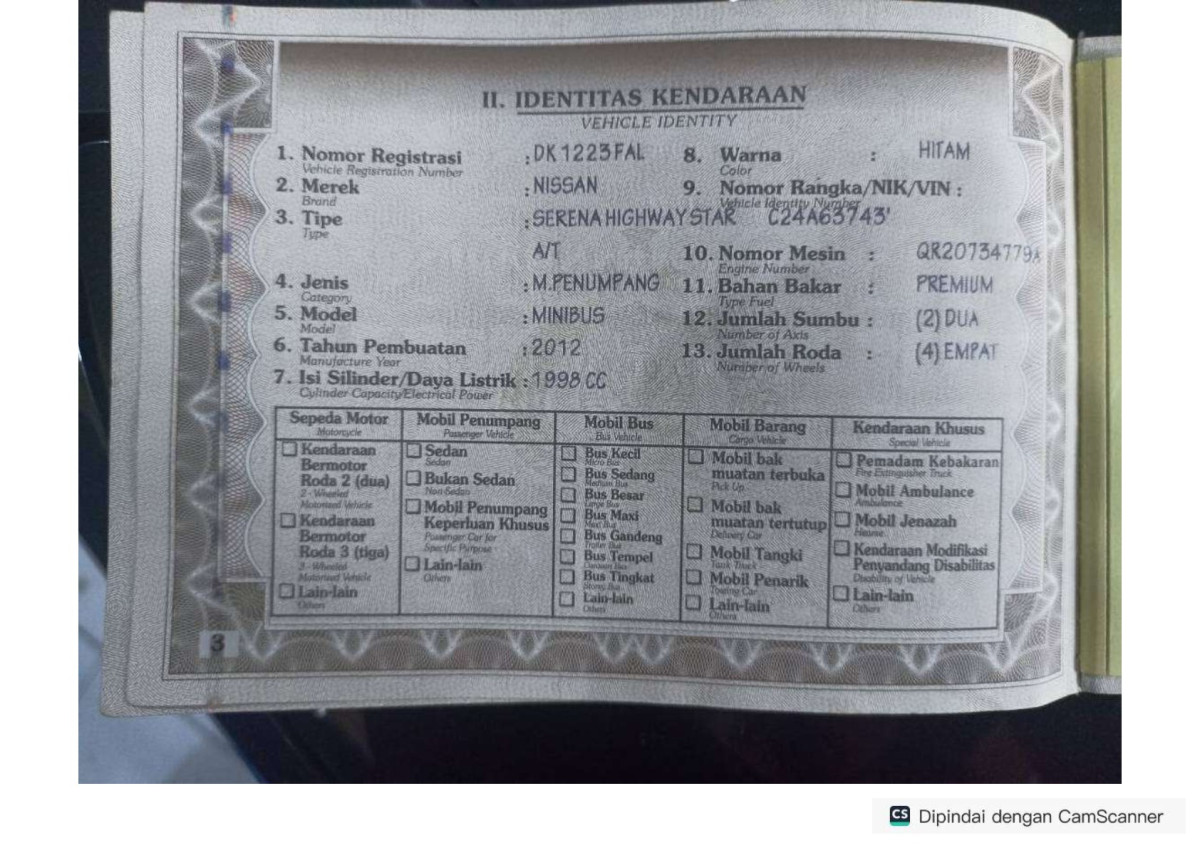 II. IDENTITAS KENDARAAN
VEHICLE IDENTITY
1. Nomor Registrasi : DK 1223 FAL
Vehicle Registration Number
2. Merek : NISSAN
Brand
3. Tipe : SERENA HIGHWAY STAR
Type
A/T
4. Jenis : M.PENUMPANG
Category
5. Model : MINIBUS
Model
6. Tahun Pembuatan : 2012
Manufacture Year
7. Isi Silinder/Daya Listrik : 1998 CC
Cylinder Capacity/Electrical Power
8. Warna : HITAM
Color
9. Nomor Rangka/NIK/VIN :
Vehicle Identity Number
C24A63743'
10. Nomor Mesin : QR20734779A
Engine Number
11. Bahan Bakar : PREMIUM
Type Fuel
12. Jumlah Sumbu : (2) DUA
Number of Axis
13. Jumlah Roda : (4) EMPAT
Number of Wheels
Sepeda Motor
Motorcycle
Kendaraan
Bermotor
Roda 2 (dua)
2 - Wheeled
Motorised Vehicle
Kendaraan
Bermotor
Roda 3 (tiga)
3 - Wheeled
Motorised Vehicle
Lain-lain
Others
Mobil Penumpang
Passenger Vehicle
Sedan
Sedan
Bukan Sedan
Non-Sedan
Mobil Penumpang
Keperluan Khusus
Passenger Car for
Specific Purpose
Lain-lain
Others
Mobil Bus
Bus Vehicle
Bus Kecil
Micro Bus
Bus Sedang
Medium Bus
Bus Besar
Large Bus
Bus Maxi
Maxi Bus
Bus Gandeng
Trailer Bus
Bus Tempel
Bus
Bus Tingkat
Bus
Lain-lain
Others
Mobil Barang
Cargo Vehicle
Mobil bak
muatan terbuka
Pick Up
Mobil bak
muatan tertutup
Delivery Car
Mobil Tangki
Tank Truck
Mobil Penarik
Towing Car
Lain-lain
Others
Kendaraan Khusus
Special Vehicle
Pemadam Kebakaran
Fire Extinguisher Truck
Mobil Ambulance
Ambulance
Mobil Jenazah
Hearse
Kendaraan Modifikasi
Penyandang Disabilitas
Disability of Vehicle
Lain-lain
Others
3
CS Dipindai dengan CamScanner